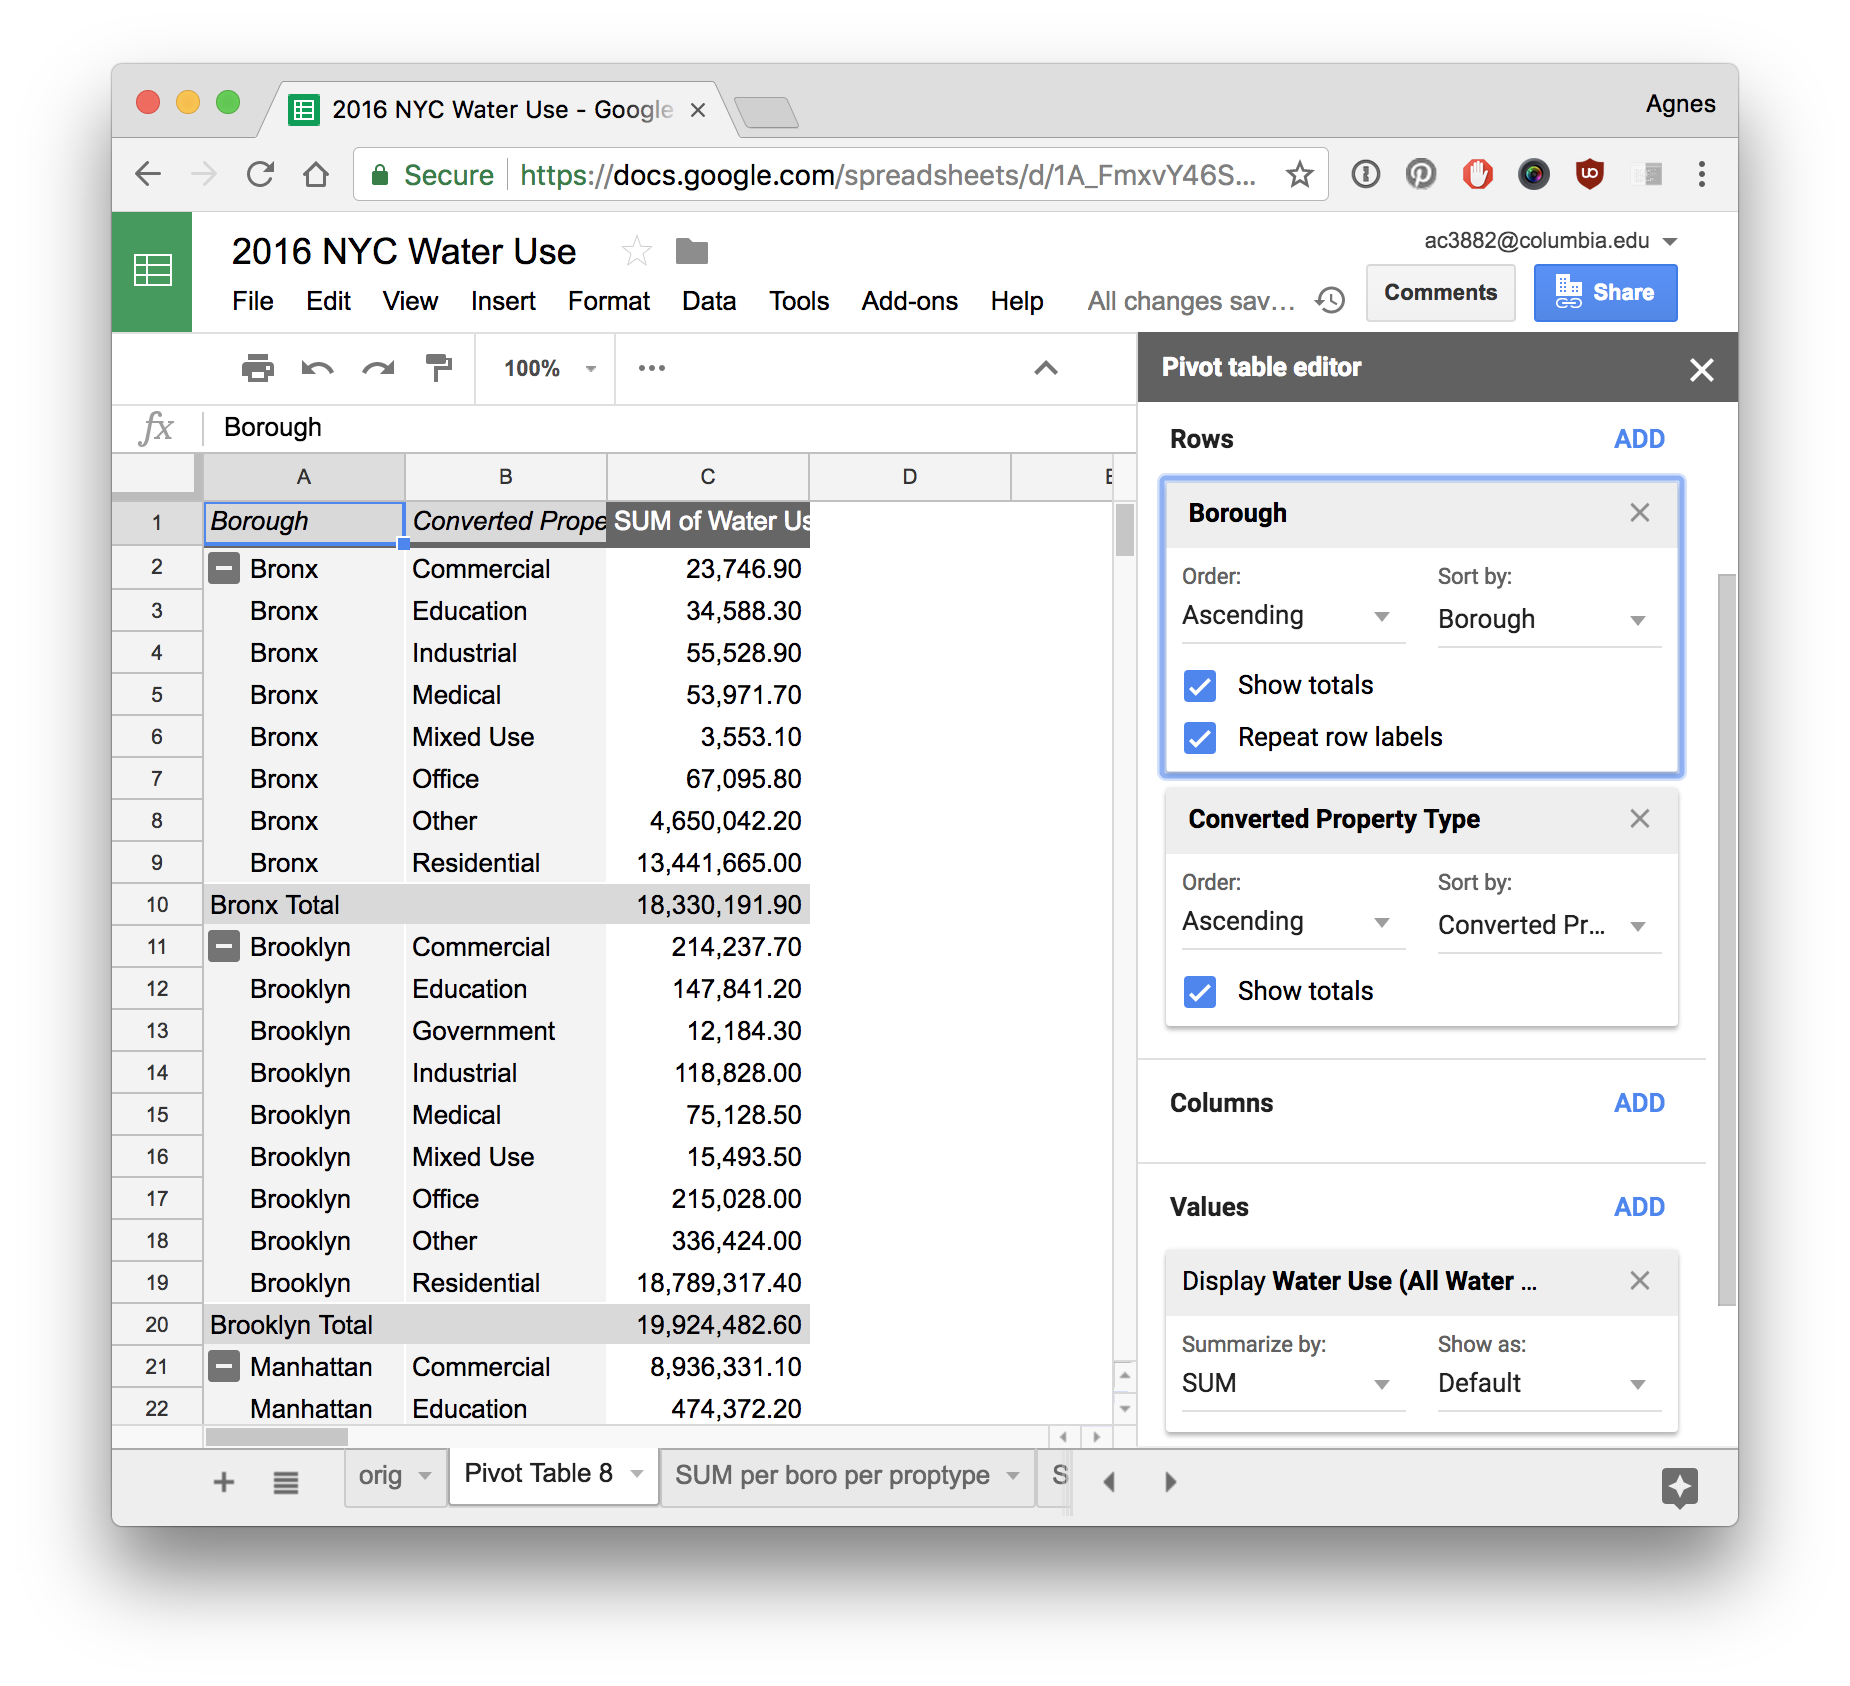 2016 NYC Water Use - Google
Agnes
Secure https://docs.google.com/spreadsheets/d/1A_FmxvY46S...
2016 NYC Water Use
ac3882@columbia.edu
File Edit View Insert Format Data Tools Add-ons Help All changes sav...
Comments
Share
100%
fx Borough
A B C D E
1 Borough Converted Prope SUM of Water Us
2 Bronx Commercial 23,746.90
3 Bronx Education 34,588.30
4 Bronx Industrial 55,528.90
5 Bronx Medical 53,971.70
6 Bronx Mixed Use 3,553.10
7 Bronx Office 67,095.80
8 Bronx Other 4,650,042.20
9 Bronx Residential 13,441,665.00
10 Bronx Total 18,330,191.90
11 Brooklyn Commercial 214,237.70
12 Brooklyn Education 147,841.20
13 Brooklyn Government 12,184.30
14 Brooklyn Industrial 118,828.00
15 Brooklyn Medical 75,128.50
16 Brooklyn Mixed Use 15,493.50
17 Brooklyn Office 215,028.00
18 Brooklyn Other 336,424.00
19 Brooklyn Residential 18,789,317.40
20 Brooklyn Total 19,924,482.60
21 Manhattan Commercial 8,936,331.10
22 Manhattan Education 474,372.20
Pivot table editor
Rows ADD
Borough
Order: Sort by:
Ascending Borough
Show totals
Repeat row labels
Converted Property Type
Order: Sort by:
Ascending Converted Pr...
Show totals
Columns ADD
Values ADD
Display Water Use (All Water ...
Summarize by: Show as:
SUM Default
orig Pivot Table 8 SUM per boro per proptype S